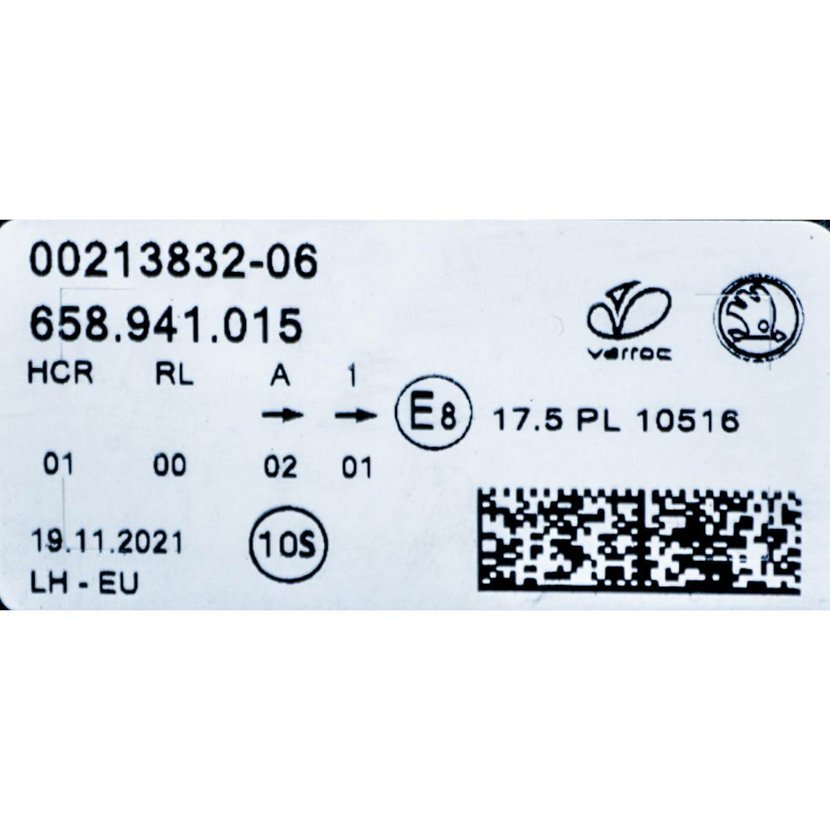 00213832-06
658.941.015
varroc
HCR RL A 1
→ →
E8 17.5 PL 10516
01 00 02 01
19.11.2021
10S
LH - EU